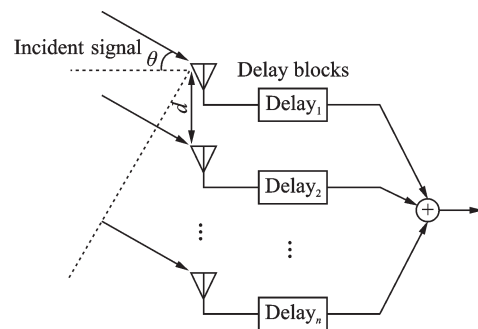 Incident signal
θ
Delay blocks
d
Delay₁
Delay₂
+
...
...
Delayₙ